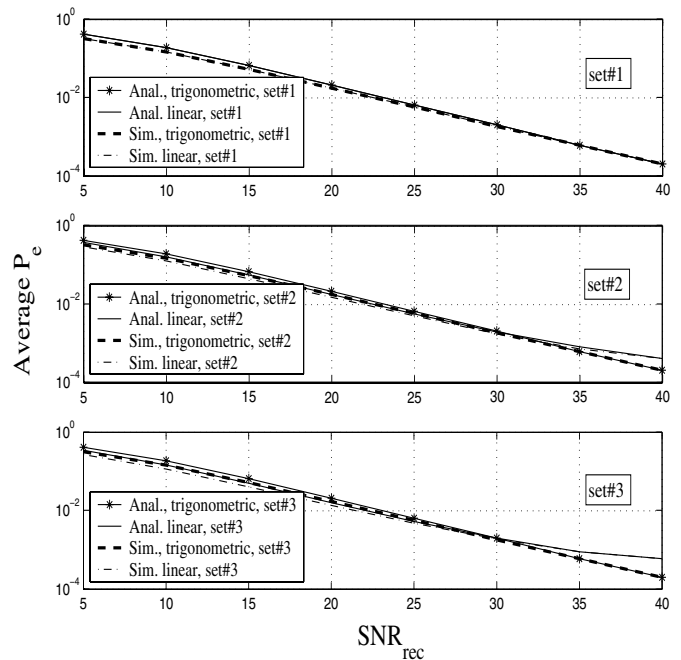 10^0
10^-2
10^-4
set#1
Anal., trigonometric, set#1
Anal. linear, set#1
Sim., trigonometric, set#1
Sim. linear, set#1
5 10 15 20 25 30 35 40
Average P_e
10^0
10^-2
10^-4
set#2
Anal., trigonometric, set#2
Anal. linear, set#2
Sim., trigonometric, set#2
Sim. linear, set#2
5 10 15 20 25 30 35 40
10^0
10^-2
10^-4
set#3
Anal., trigonometric, set#3
Anal. linear, set#3
Sim., trigonometric, set#3
Sim. linear, set#3
5 10 15 20 25 30 35 40
SNR_rec